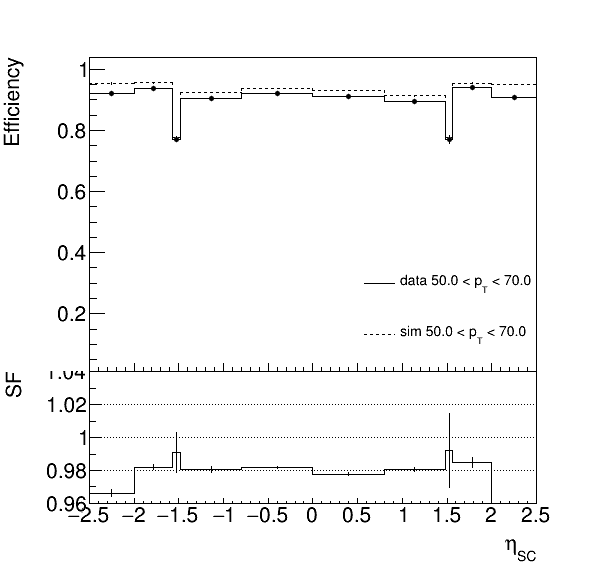 Efficiency
1
0.8
0.6
0.4
0.2
data 50.0 < p_T < 70.0
sim 50.0 < p_T < 70.0
SF
1.04
1.02
1
0.98
0.96
−2.5 −2 −1.5 −1 −0.5 0 0.5 1 1.5 2 2.5
η_SC